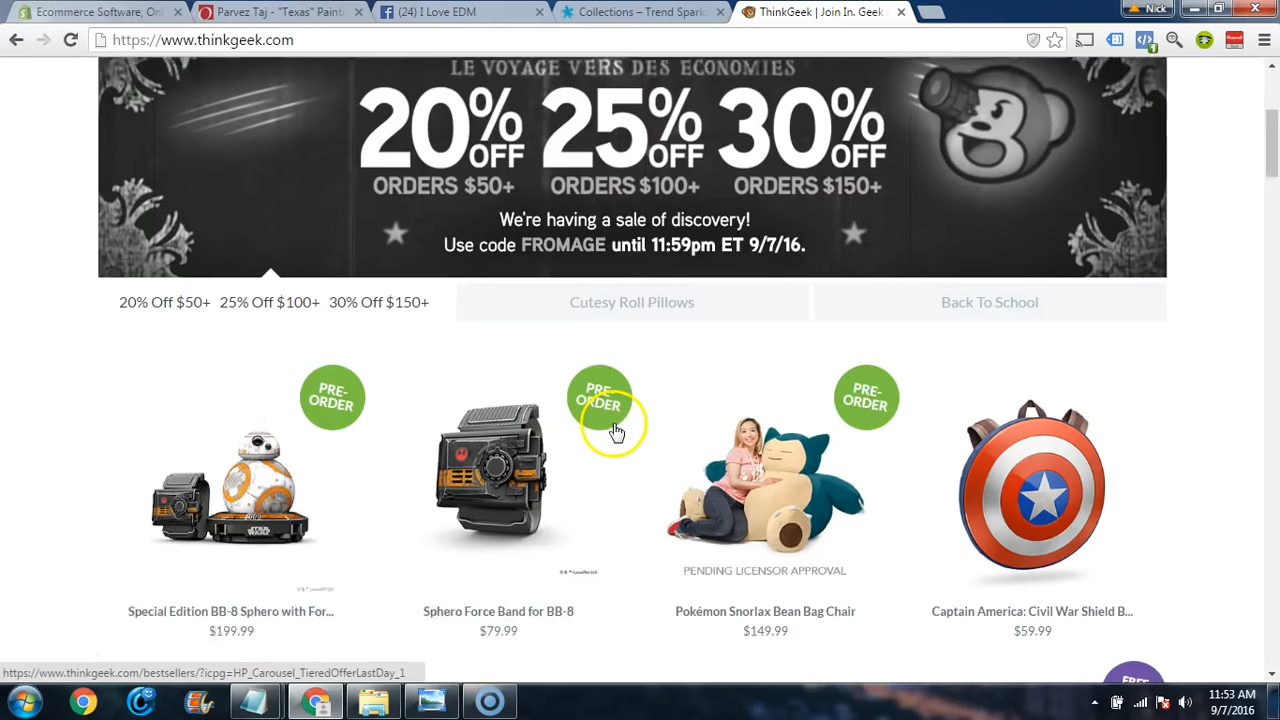 Ecommerce Software, Onl
Parvez Taj - "Texas" Paint
(24) I Love EDM
Collections – Trend Spark
ThinkGeek | Join In. Geek
Nick
https://www.thinkgeek.com
1
LE VOYAGE VERS DES ECONOMIES
20% OFF 25% OFF 30% OFF
ORDERS $50+ ORDERS $100+ ORDERS $150+
We're having a sale of discovery!
Use code FROMAGE until 11:59pm ET 9/7/16.
20% Off $50+ 25% Off $100+ 30% Off $150+
Cutesy Roll Pillows
Back To School
PRE-ORDER
PRE-ORDER
PRE-ORDER
PENDING LICENSOR APPROVAL
Special Edition BB-8 Sphero with For...
Sphero Force Band for BB-8
Pokémon Snorlax Bean Bag Chair
Captain America: Civil War Shield B...
$199.99
$79.99
$149.99
$59.99
https://www.thinkgeek.com/bestsellers/?icpg=HP_Carousel_TieredOfferLastDay_1
FREE
11:53 AM
9/7/2016